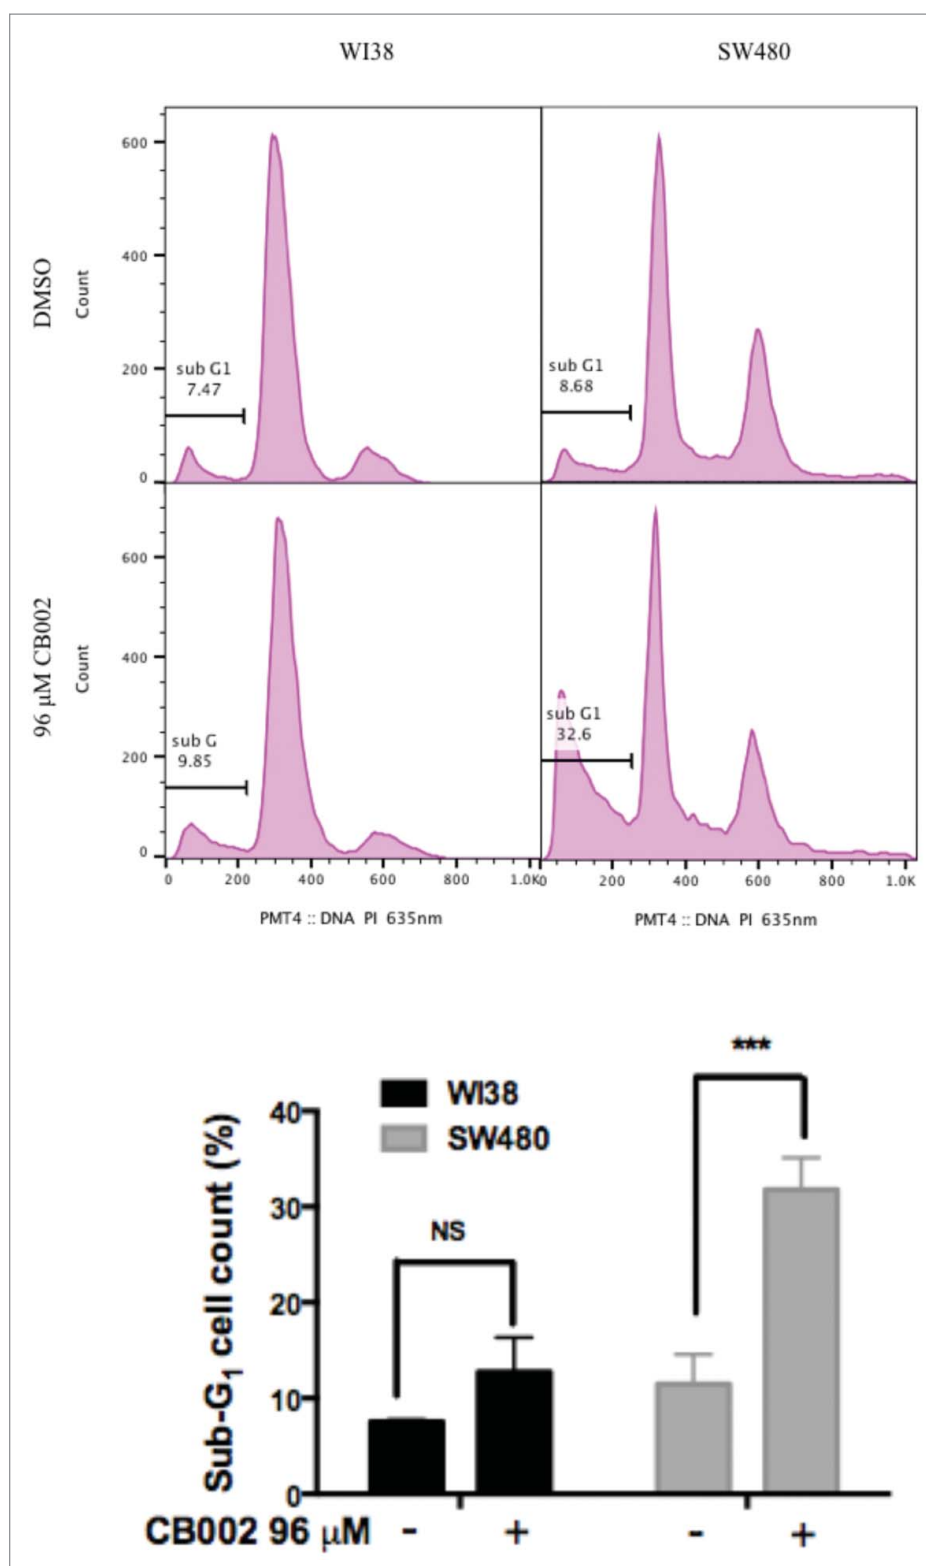 WI38 SW480
DMSO
Count
600
400
200
0
sub G1
7.47
sub G1
8.68
96 µM CB002
Count
600
400
200
0
sub G
9.85
sub G1
32.6
0 200 400 600 800 1.0K
0 200 400 600 800 1.0K
PMT4 :: DNA PI 635nm PMT4 :: DNA PI 635nm
***
WI38
SW480
NS
Sub-G₁ cell count (%)
40
30
20
10
0
CB002 96 µM - + - +